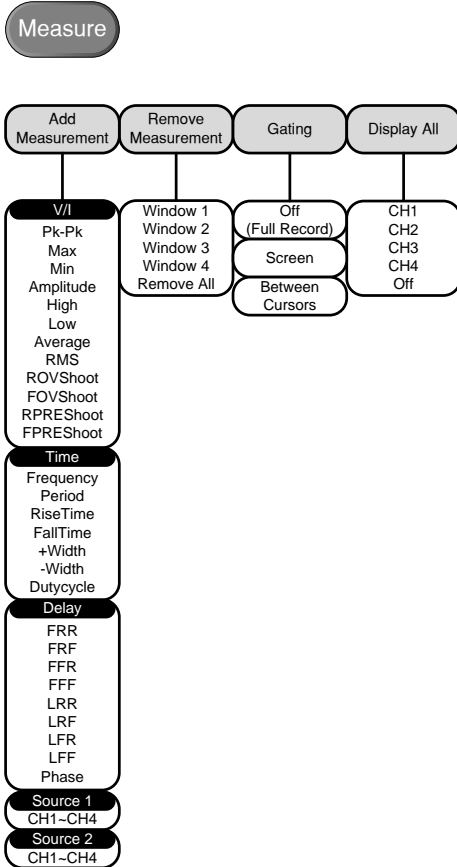 Measure
Add
Measurement
Remove
Measurement
Gating
Display All
V/I
Pk-Pk
Max
Min
Amplitude
High
Low
Average
RMS
ROVShoot
FOVShoot
RPREShoot
FPREShoot
Time
Frequency
Period
RiseTime
FallTime
+Width
-Width
Dutycycle
Delay
FRR
FRF
FFR
FFF
LRR
LRF
LFR
LFF
Phase
Source 1
CH1~CH4
Source 2
CH1~CH4
Window 1
Window 2
Window 3
Window 4
Remove All
Off
(Full Record)
Screen
Between
Cursors
CH1
CH2
CH3
CH4
Off